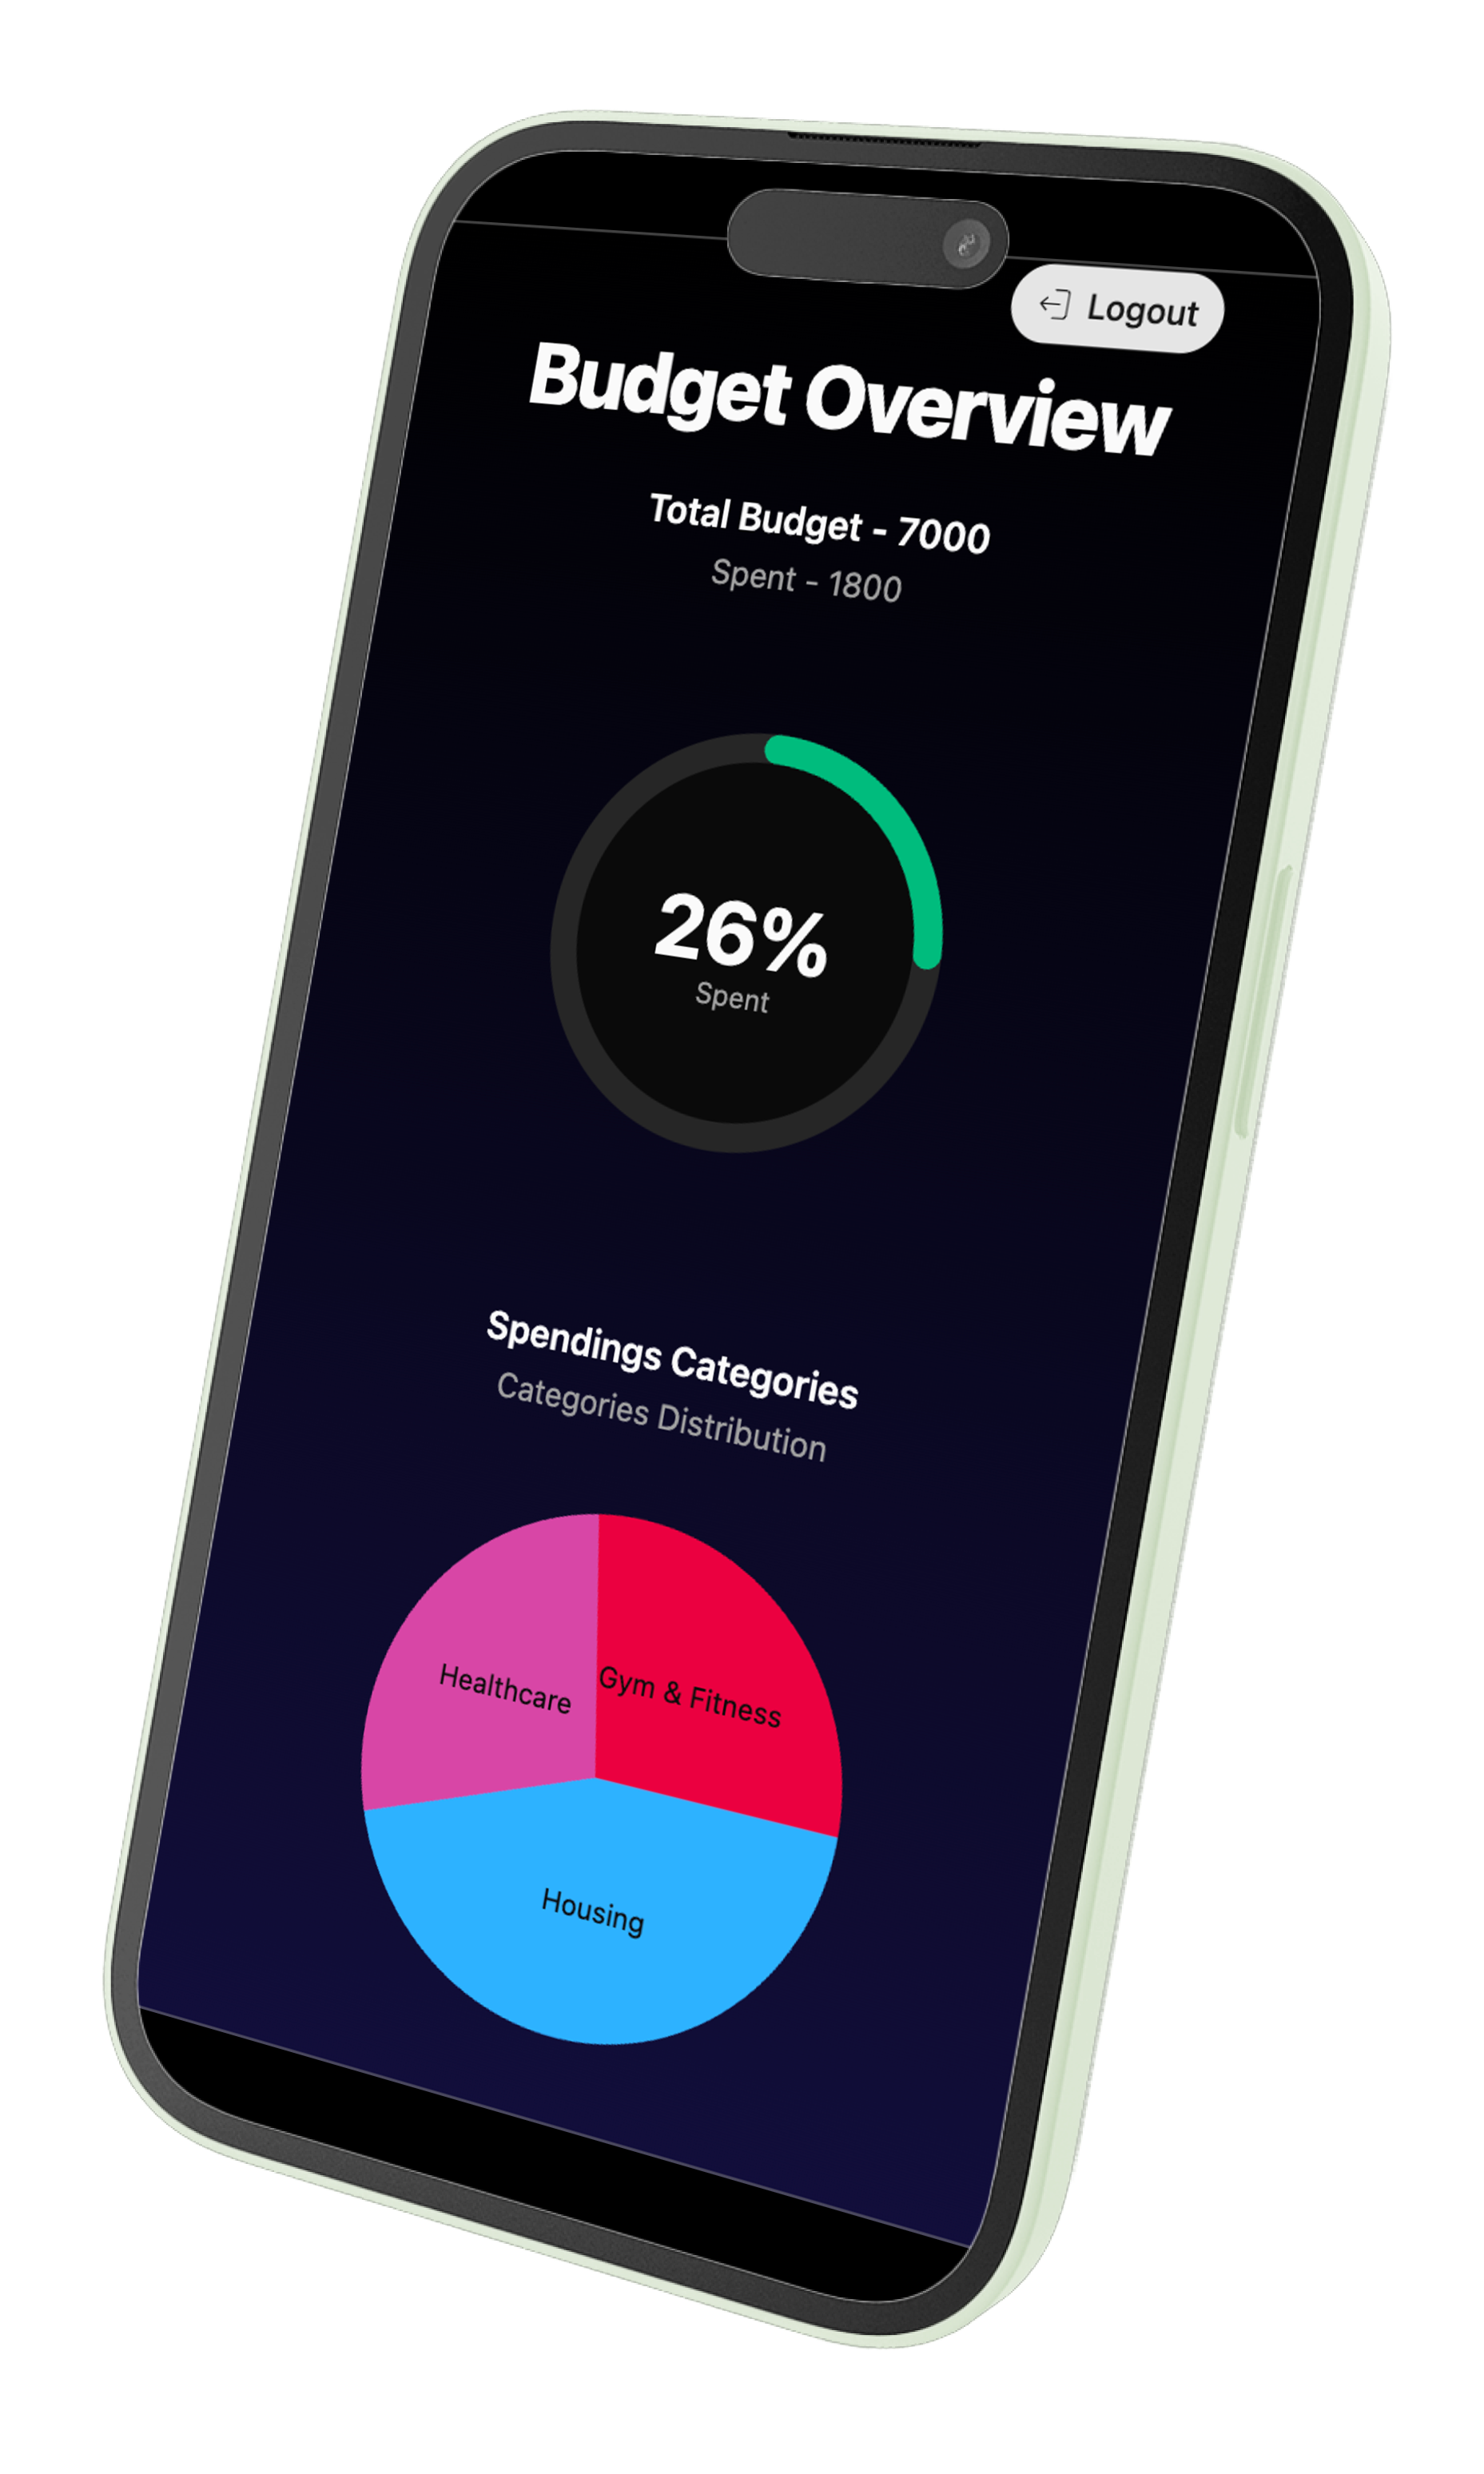 Logout
Budget Overview
Total Budget - 7000
Spent - 1800
26%
Spent
Spendings Categories
Categories Distribution
Healthcare
Gym & Fitness
Housing